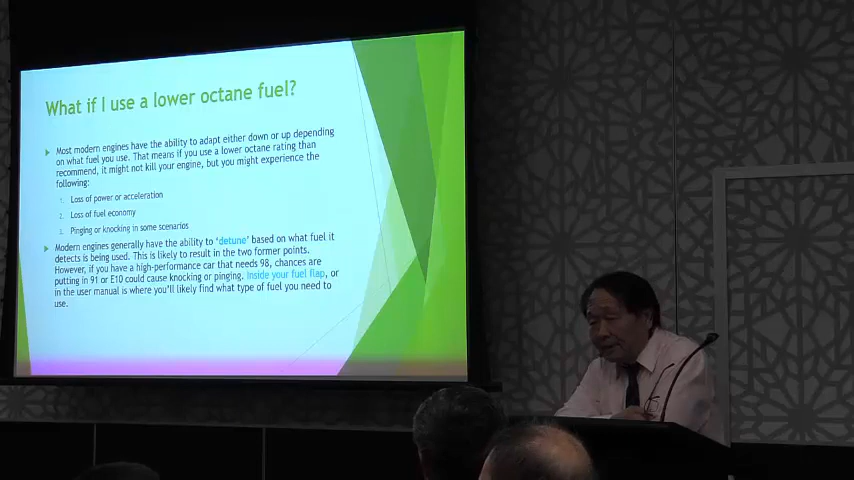 What if I use a lower octane fuel?
Most modern engines have the ability to adapt either down or up depending
on what fuel you use. That means if you use a lower octane rating than
recommend, it might not kill your engine, but you might experience the
following:
1. Loss of power or acceleration
2. Loss of fuel economy
3. Pinging or knocking in some scenarios
Modern engines generally have the ability to 'detune' based on what fuel it
detects is being used. This is likely to result in the two former points.
However, if you have a high-performance car that needs 98, chances are
putting in 91 or E10 could cause knocking or pinging. Inside your fuel flap, or
in the user manual is where you'll likely find what type of fuel you need to
use.